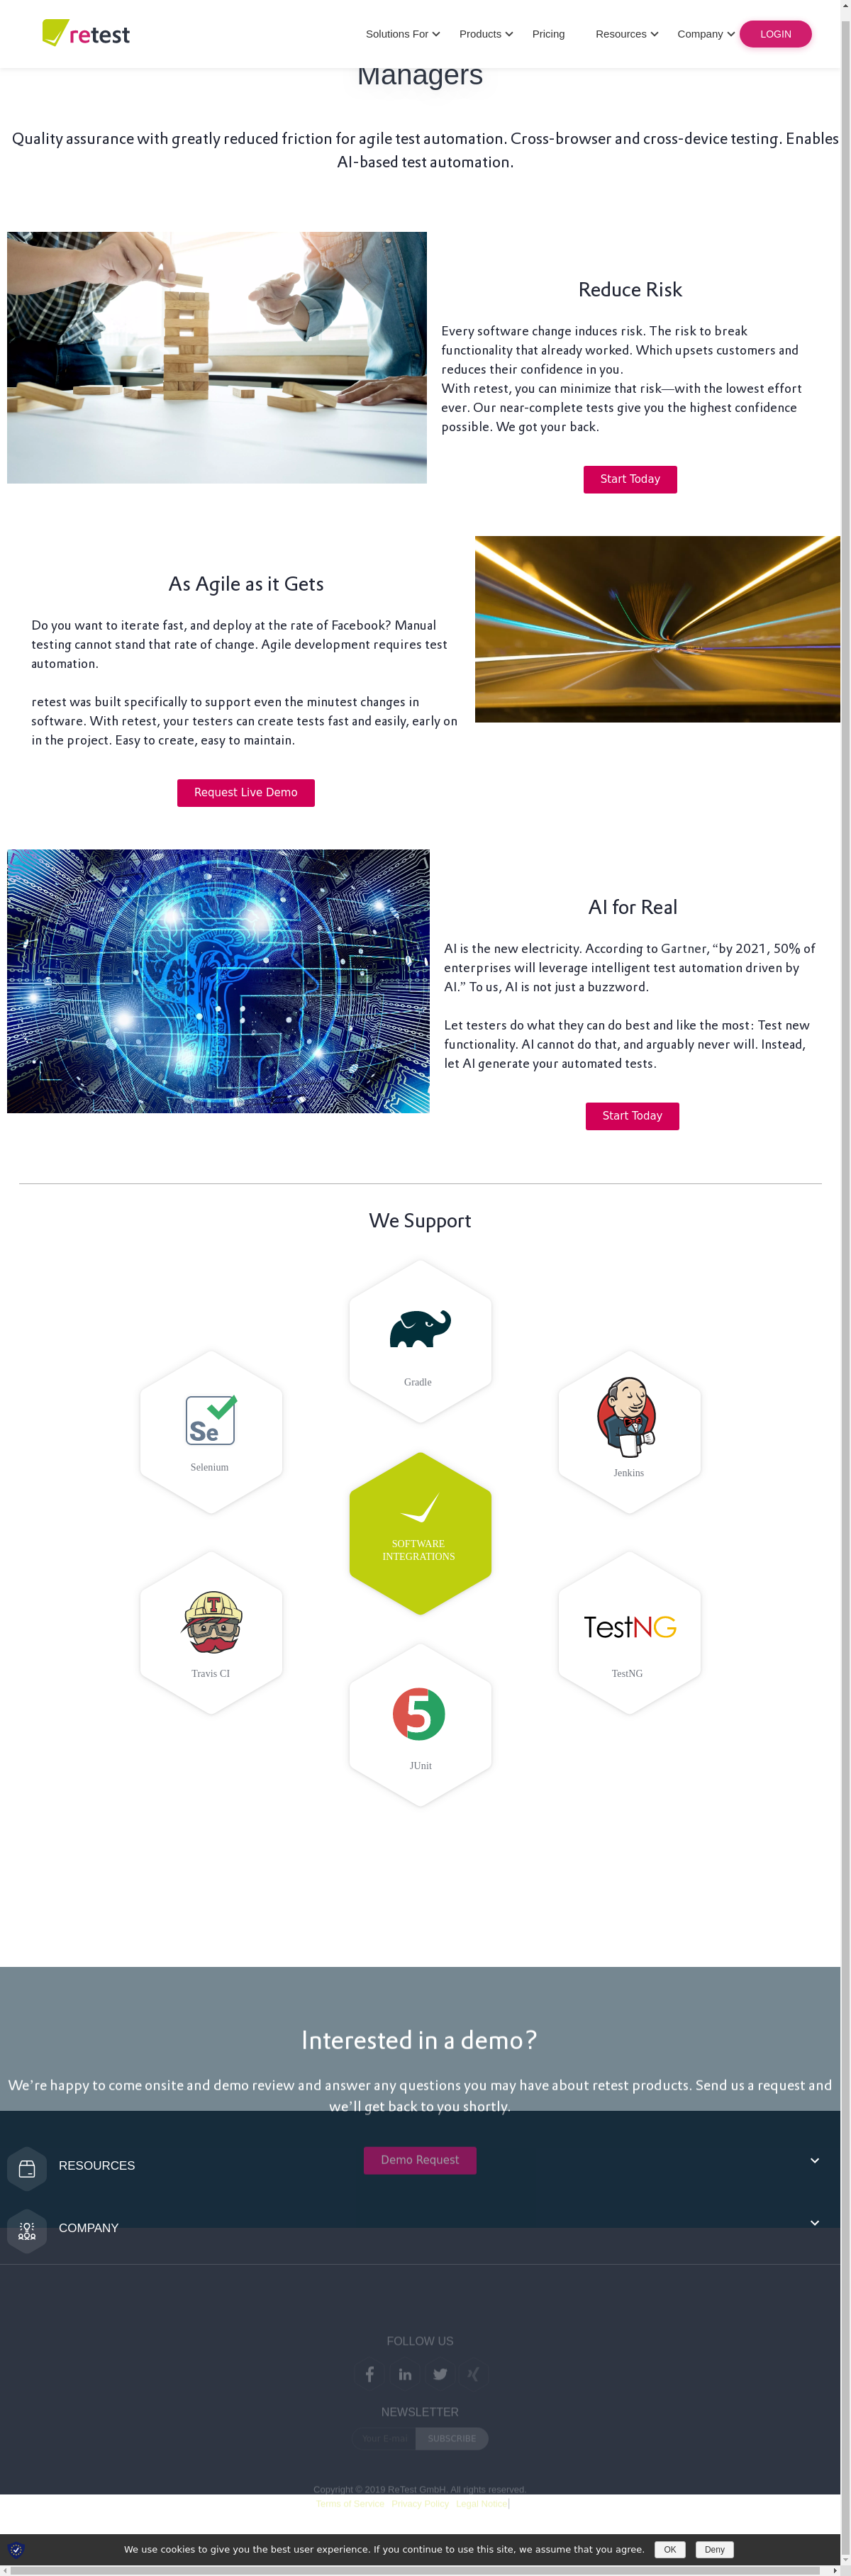 retest
Solutions For
Products
Pricing
Resources
Company
LOGIN
Managers
Quality assurance with greatly reduced friction for agile test automation. Cross-browser and cross-device testing. Enables
AI-based test automation.
Reduce Risk
Every software change induces risk. The risk to break
functionality that already worked. Which upsets customers and
reduces their confidence in you.
With retest, you can minimize that risk—with the lowest effort
ever. Our near-complete tests give you the highest confidence
possible. We got your back.
Start Today
As Agile as it Gets
Do you want to iterate fast, and deploy at the rate of Facebook? Manual
testing cannot stand that rate of change. Agile development requires test
automation.
retest was built specifically to support even the minutest changes in
software. With retest, your testers can create tests fast and easily, early on
in the project. Easy to create, easy to maintain.
Request Live Demo
AI for Real
AI is the new electricity. According to Gartner, “by 2021, 50% of
enterprises will leverage intelligent test automation driven by
AI.” To us, AI is not just a buzzword.
Let testers do what they can do best and like the most: Test new
functionality. AI cannot do that, and arguably never will. Instead,
let AI generate your automated tests.
Start Today
We Support
Gradle
Se
Selenium
Jenkins
SOFTWARE
INTEGRATIONS
T
Travis CI
TestNG
TestNG
5
JUnit
Interested in a demo?
We’re happy to come onsite and demo review and answer any questions you may have about retest products. Send us a request and
we’ll get back to you shortly.
Demo Request
RESOURCES
COMPANY
FOLLOW US
NEWSLETTER
Your E-mail
SUBSCRIBE
Copyright © 2019 ReTest GmbH. All rights reserved.
Terms of Service Privacy Policy Legal Notice
We use cookies to give you the best user experience. If you continue to use this site, we assume that you agree.
OK
Deny